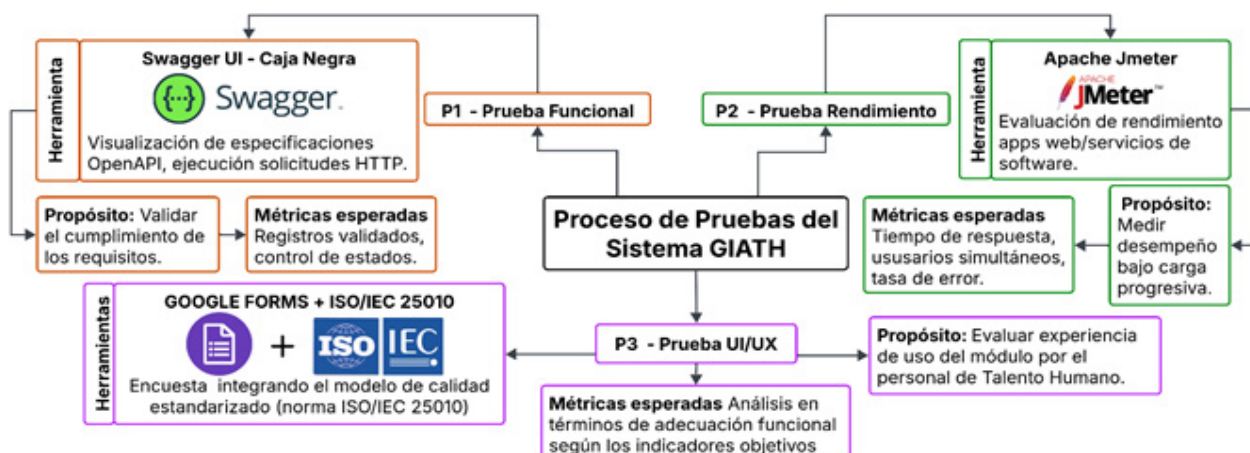 Herramienta
Swagger UI - Caja Negra
{···} Swagger™
Visualización de especificaciones
OpenAPI, ejecución solicitudes HTTP.
P1 - Prueba Funcional
P2 - Prueba Rendimiento
Herramienta
Apache Jmeter
APACHE
JMeter™
Evaluación de rendimiento
apps web/servicios de
software.
Propósito: Validar
el cumplimiento de
los requisitos.
Métricas esperadas
Registros validados,
control de estados.
Proceso de Pruebas del
Sistema GIATH
Métricas esperadas
Tiempo de respuesta,
ususarios simultáneos,
tasa de error.
Propósito:
Medir
desempeño
bajo carga
progresiva.
Herramientas
GOOGLE FORMS + ISO/IEC 25010
+ ISO IEC
Encuesta integrando el modelo de calidad
estandarizado (norma ISO/IEC 25010)
P3 - Prueba UI/UX
Propósito: Evaluar experiencia
de uso del módulo por el
personal de Talento Humano.
Métricas esperadas Análisis en
términos de adecuación funcional
según los indicadores objetivos